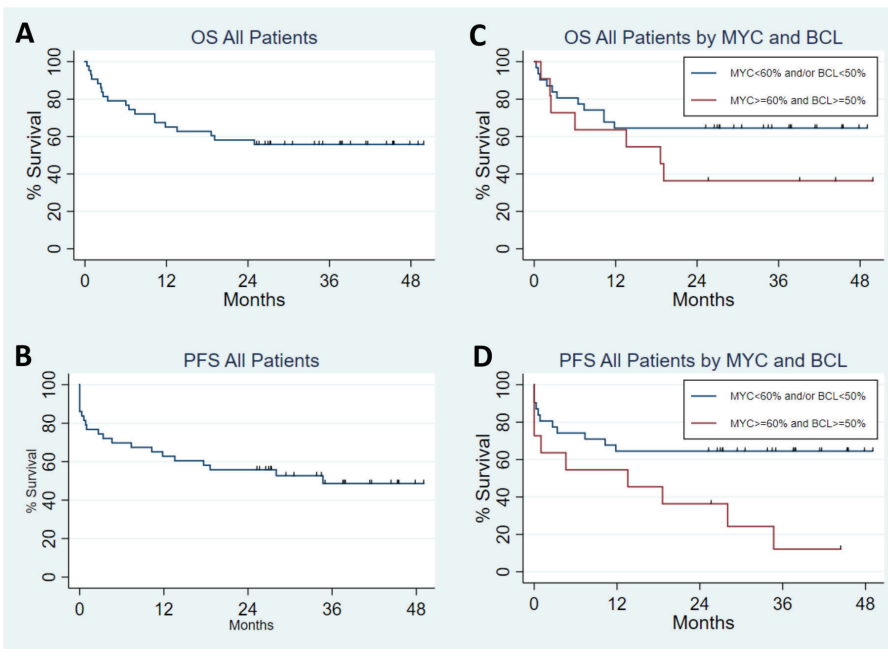 A
OS All Patients
% Survival
100
80
60
40
20
0
0 12 24 36 48
Months
C
OS All Patients by MYC and BCL
MYC<60% and/or BCL<50%
MYC>=60% and BCL>=50%
% Survival
100
80
60
40
20
0
0 12 24 36 48
Months
B
PFS All Patients
% Survival
100
80
60
40
20
0
0 12 24 36 48
Months
D
PFS All Patients by MYC and BCL
MYC<60% and/or BCL<50%
MYC>=60% and BCL>=50%
% Survival
100
80
60
40
20
0
0 12 24 36 48
Months